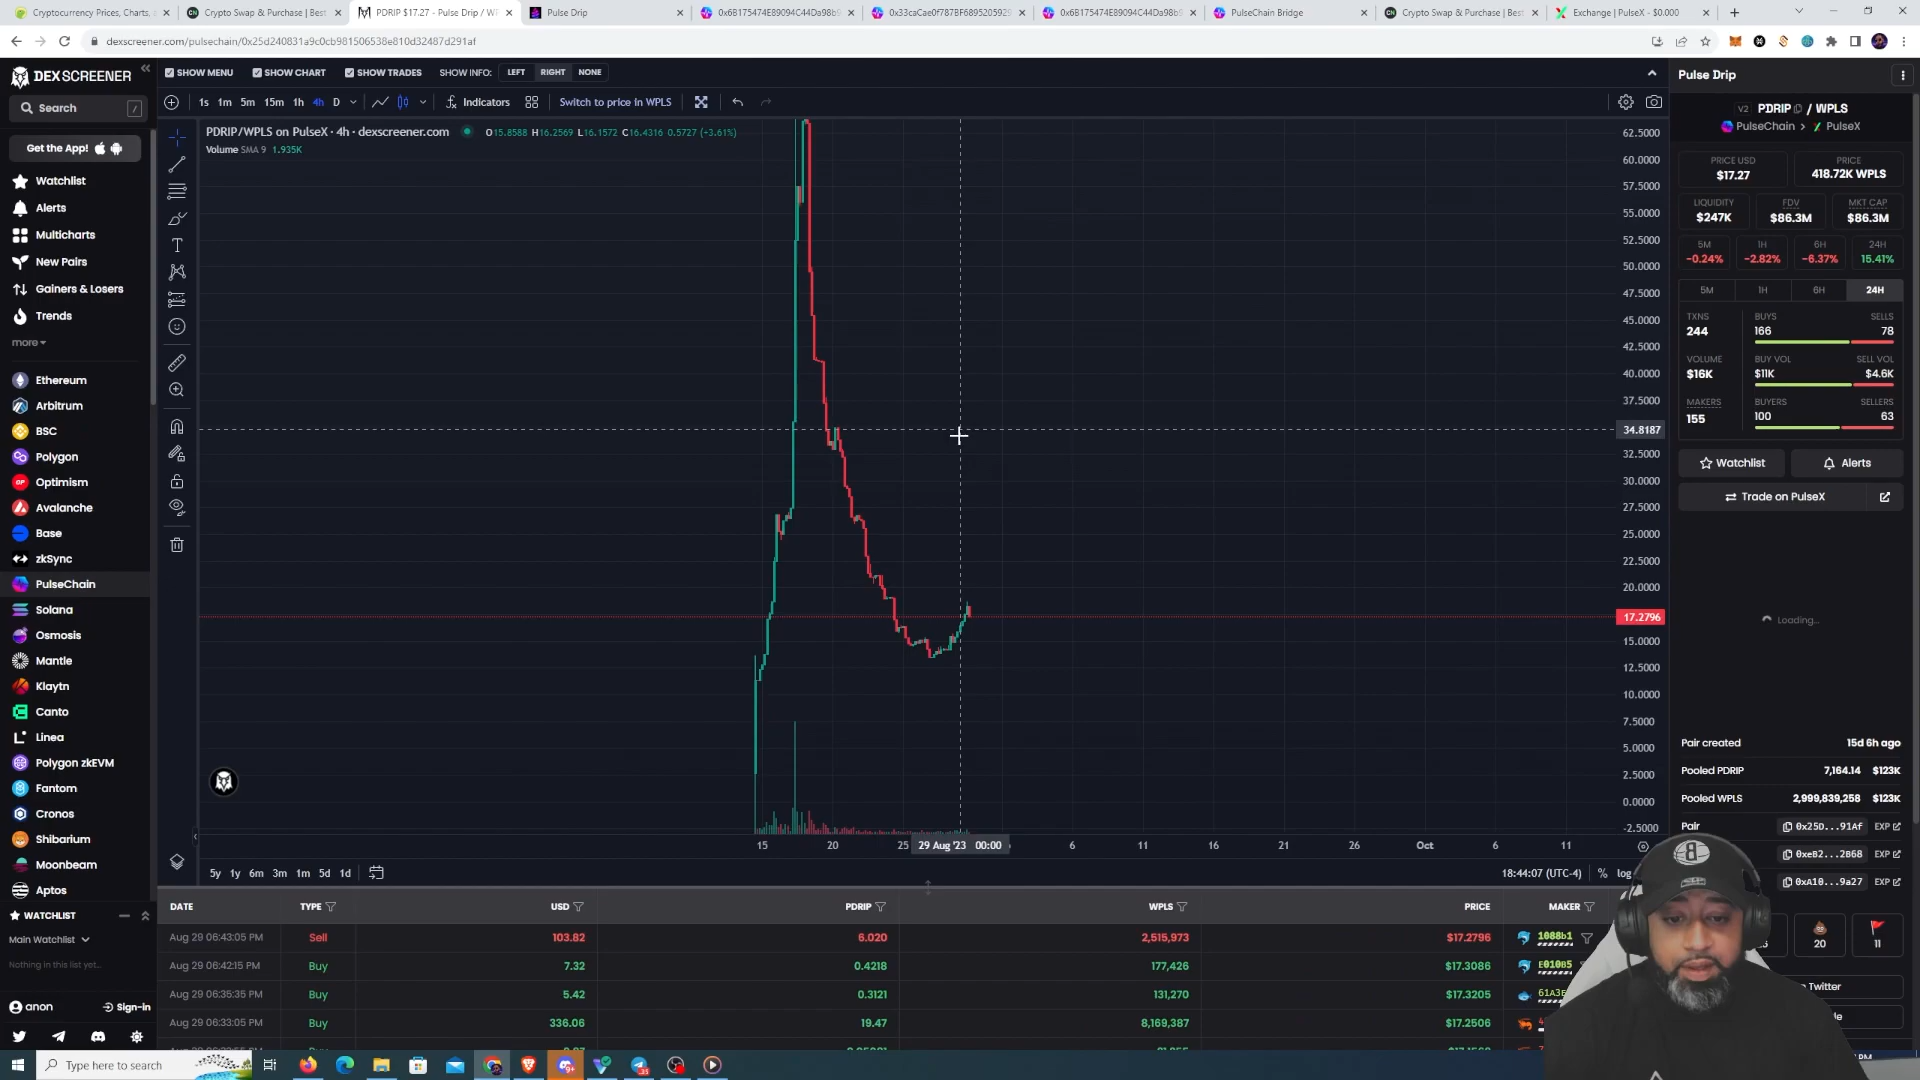 Cryptocurrency Prices, Charts,
Crypto Swap & Purchase | Best
PDRIP $17.27 - Pulse Drip / WP
Pulse Drip
0x6B175474E89094C44Da98b9
0x33caCae0f787BF6895205929
0x6B175474E89094C44Da98b9
PulseChain Bridge
Crypto Swap & Purchase | Best
Exchange | PulseX - $0.000
dexscreener.com/pulsechain/0x25d240831a9c0cb981506538e810d32487d291af
DEXSCREENER
Search /
Get the App!
Watchlist
Alerts
Multicharts
New Pairs
Gainers & Losers
Trends
more
Ethereum
Arbitrum
BSC
Polygon
OP Optimism
Avalanche
Base
zkSync
PulseChain
Solana
Osmosis
Mantle
Klaytn
Canto
Linea
Polygon zkEVM
Fantom
Cronos
Shibarium
Moonbeam
Aptos
WATCHLIST
Main Watchlist
Nothing in this list yet...
anon Sign-in
SHOW MENU SHOW CHART SHOW TRADES SHOW INFO: LEFT RIGHT NONE
1s 1m 5m 15m 1h 4h D Indicators Switch to price in WPLS
PDRIP/WPLS on PulseX · 4h · dexscreener.com O15.8588 H16.2569 L16.1572 C16.4316 0.5727 (+3.61%)
Volume SMA 9 1.935K
62.5000
60.0000
57.5000
55.0000
52.5000
50.0000
47.5000
45.0000
42.5000
40.0000
37.5000
34.8187
32.5000
30.0000
27.5000
25.0000
22.5000
20.0000
17.2796
15.0000
12.5000
10.0000
7.5000
5.0000
2.5000
0.0000
-2.5000
15 20 25 29 Aug '23 00:00 6 11 16 21 26 Oct 6 11
5y 1y 6m 3m 1m 5d 1d 18:44:07 (UTC-4) % log
DATE TYPE USD PDRIP WPLS PRICE MAKER
Aug 29 06:43:05 PM Sell 103.82 6.020 2,515,973 $17.2796 1088b1
Aug 29 06:42:15 PM Buy 7.32 0.4218 177,426 $17.3086 E010B5
Aug 29 06:35:35 PM Buy 5.42 0.3121 131,270 $17.3205
Aug 29 06:33:05 PM Buy 336.06 19.47 8,169,387 $17.2506
Pulse Drip
V2 PDRIP / WPLS
PulseChain > PulseX
PRICE USD PRICE
$17.27 418.72K WPLS
LIQUIDITY FDV MKT CAP
$247K $86.3M $86.3M
5M 1H 6H 24H
-0.24% -2.82% -6.37% 15.41%
5M 1H 6H 24H
TXNS BUYS SELLS
244 166 78
VOLUME BUY VOL SELL VOL
$16K $11K $4.6K
MAKERS BUYERS SELLERS
155 100 63
Watchlist Alerts
Trade on PulseX
Loading...
Pair created 15d 6h ago
Pooled PDRIP 7,164.14 $123K
Pooled WPLS 2,999,839,258 $123K
Pair 0x25D...91Af EXP
0xeB2...2B68 EXP
0xA10...9a27 EXP
20 11
Twitter
Type here to search